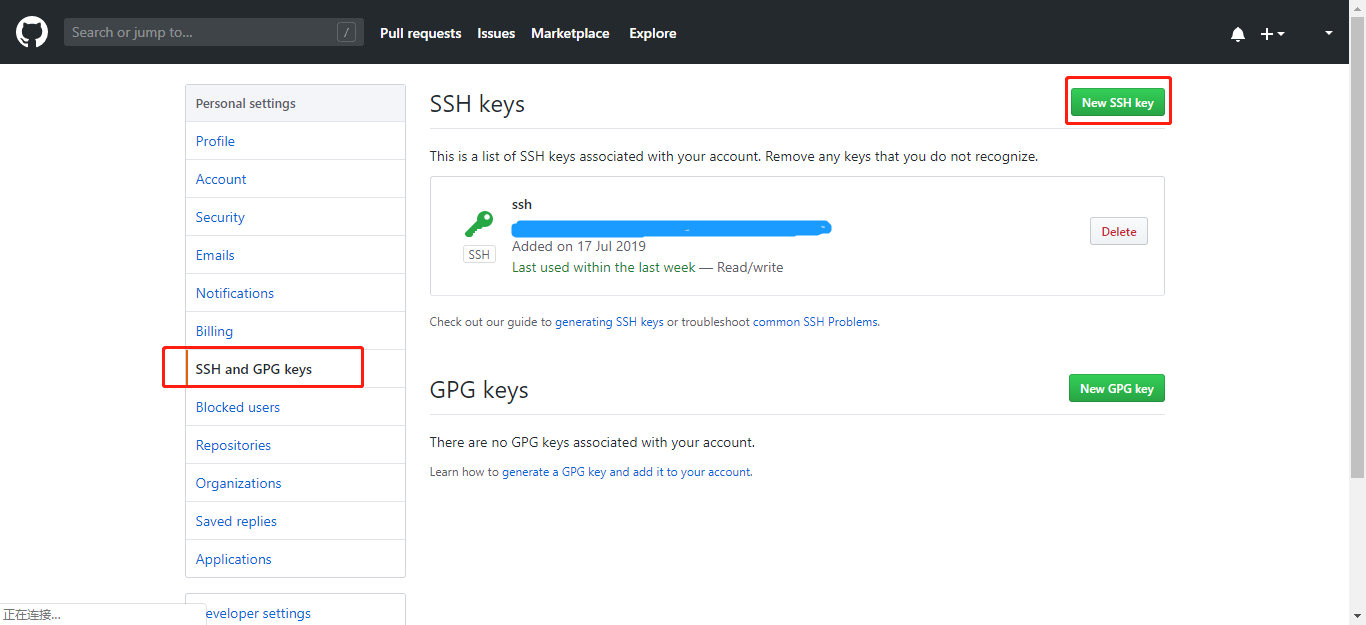 Search or jump to...
/
Pull requests
Issues
Marketplace
Explore
Personal settings
Profile
Account
Security
Emails
Notifications
Billing
SSH and GPG keys
Blocked users
Repositories
Organizations
Saved replies
Applications
eveloper settings
SSH keys
New SSH key
This is a list of SSH keys associated with your account. Remove any keys that you do not recognize.
ssh
SSH
Added on 17 Jul 2019
Last used within the last week — Read/write
Delete
Check out our guide to generating SSH keys or troubleshoot common SSH Problems.
GPG keys
New GPG key
There are no GPG keys associated with your account.
Learn how to generate a GPG key and add it to your account.
正在连接...